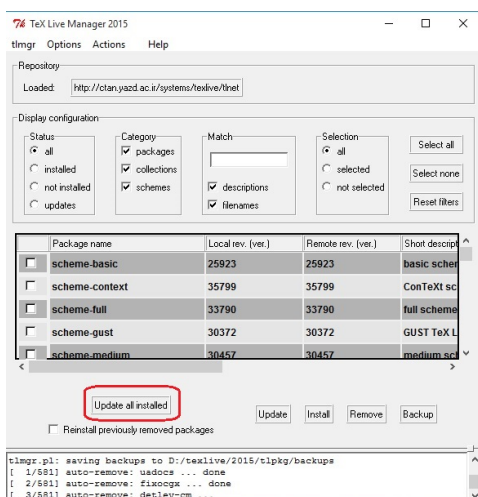 TeX Live Manager 2015
tlmgr Options Actions Help
Repository
Loaded: http://ctan.yazd.ac.ir/systems/texlive/tlnet
Display configuration
Status Category Match Selection
all packages all Select all
installed collections selected Select none
not installed schemes descriptions not selected
updates filenames Reset filters
Package name Local rev. (ver.) Remote rev. (ver.) Short descript
scheme-basic 25923 25923 basic schem
scheme-context 35799 35799 ConTeXt sc
scheme-full 33790 33790 full scheme
scheme-gust 30372 30372 GUST TeX L
scheme-medium 30457 30457 medium sch
Update all installed Update Install Remove Backup
Reinstall previously removed packages
tlmgr.pl: saving backups to D:/texlive/2015/tlpkg/backups
[ 1/581] auto-remove: uadocs ... done
[ 2/581] auto-remove: fixocgx ... done
[ 3/581] auto-remove: detlev-cm ...